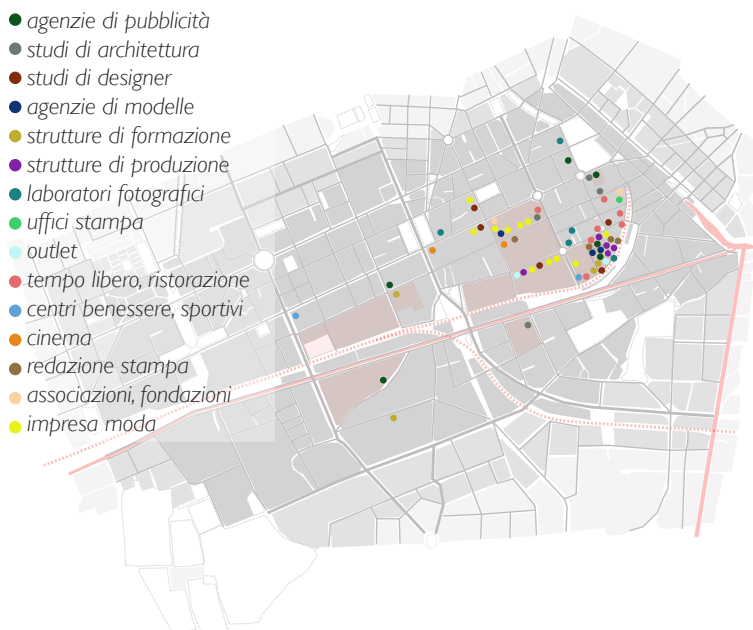 agenzie di pubblicità
studi di architettura
studi di designer
agenzie di modelle
strutture di formazione
strutture di produzione
laboratori fotografici
uffici stampa
outlet
tempo libero, ristorazione
centri benessere, sportivi
cinema
redazione stampa
associazioni, fondazioni
impresa moda